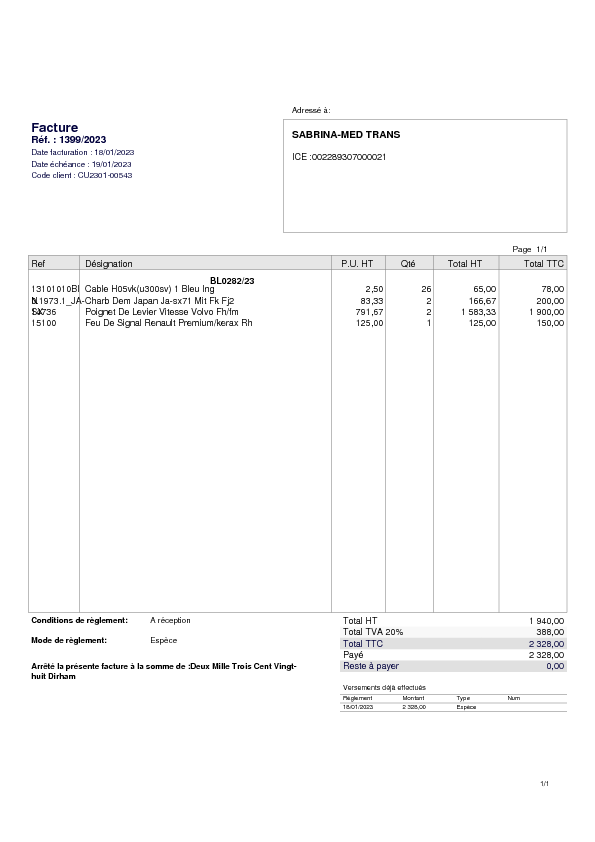 Adressé à:
Facture
Réf. : 1399/2023
Date facturation : 18/01/2023
Date échéance : 19/01/2023
Code client : CU2301-00643
SABRINA-MED TRANS
ICE :002289307000021
Page 1/1
Ref Désignation P.U. HT Qté Total HT Total TTC
BL0282/23
13101010Bl Cable H05vk(u300sv) 1 Bleu Ing 2,50 26 65,00 78,00
1973.1_JA- Charb Dem Japan Ja-sx71 Mit Fk Fj2 83,33 2 166,67 200,00
Poignet De Levier Vitesse Volvo Fh/fm 791,67 2 1 583,33 1 900,00
15100 Feu De Signal Renault Premium/kerax Rh 125,00 1 125,00 150,00
Conditions de règlement: A réception
Mode de règlement: Espèce
Arrêté la présente facture à la somme de :Deux Mille Trois Cent Vingt-
huit Dirham
Total HT 1 940,00
Total TVA 20% 388,00
Total TTC 2 328,00
Payé 2 328,00
Reste à payer 0,00
Versements déjà effectués
Règlement Montant Type Num
18/01/2023 2 328,00 Espèce
1/1